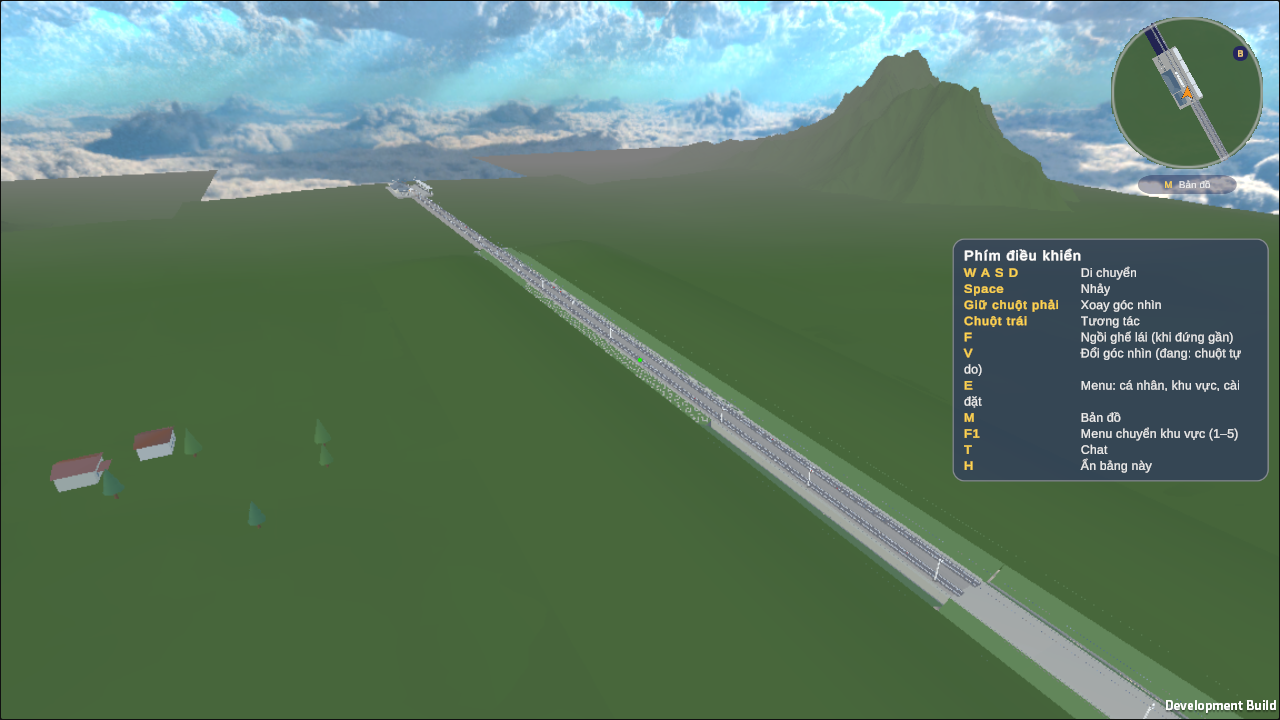 B
M Bản đồ
Phím điều khiển
W A S D Di chuyển
Space Nhảy
Giữ chuột phải Xoay góc nhìn
Chuột trái Tương tác
F Ngồi ghế lái (khi đứng gần)
V Đổi góc nhìn (đang: chuột tự
do)
E Menu: cá nhân, khu vực, cài
đặt
M Bản đồ
F1 Menu chuyển khu vực (1–5)
T Chat
H Ẩn bảng này
Development Build